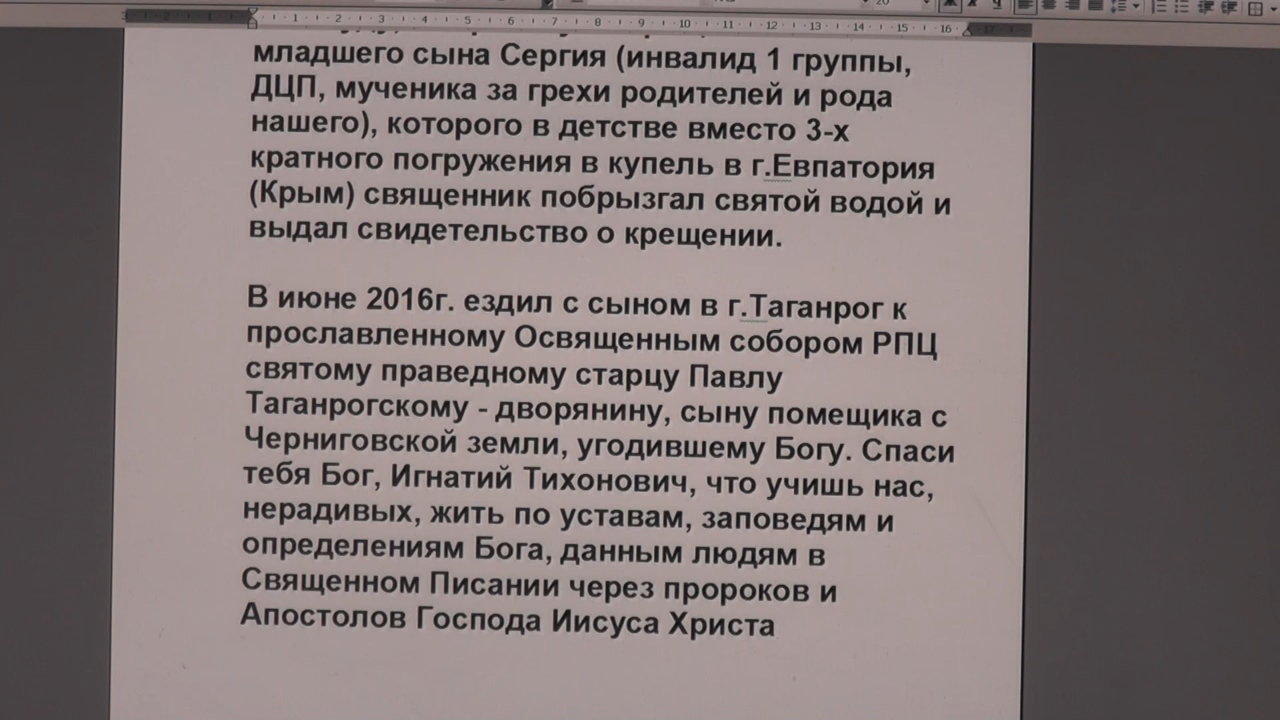 младшего сына Сергия (инвалид 1 группы,
ДЦП, мученика за грехи родителей и рода
нашего), которого в детстве вместо 3-х
кратного погружения в купель в г.Евпатория
(Крым) священник побрызгал святой водой и
выдал свидетельство о крещении.
В июне 2016г. ездил с сыном в г.Таганрог к
прославленному Освященным собором РПЦ
святому праведному старцу Павлу
Таганрогскому - дворянину, сыну помещика с
Черниговской земли, угодившему Богу. Спаси
тебя Бог, Игнатий Тихонович, что учишь нас,
нерадивых, жить по уставам, заповедям и
определениям Бога, данным людям в
Священном Писании через пророков и
Апостолов Господа Иисуса Христа